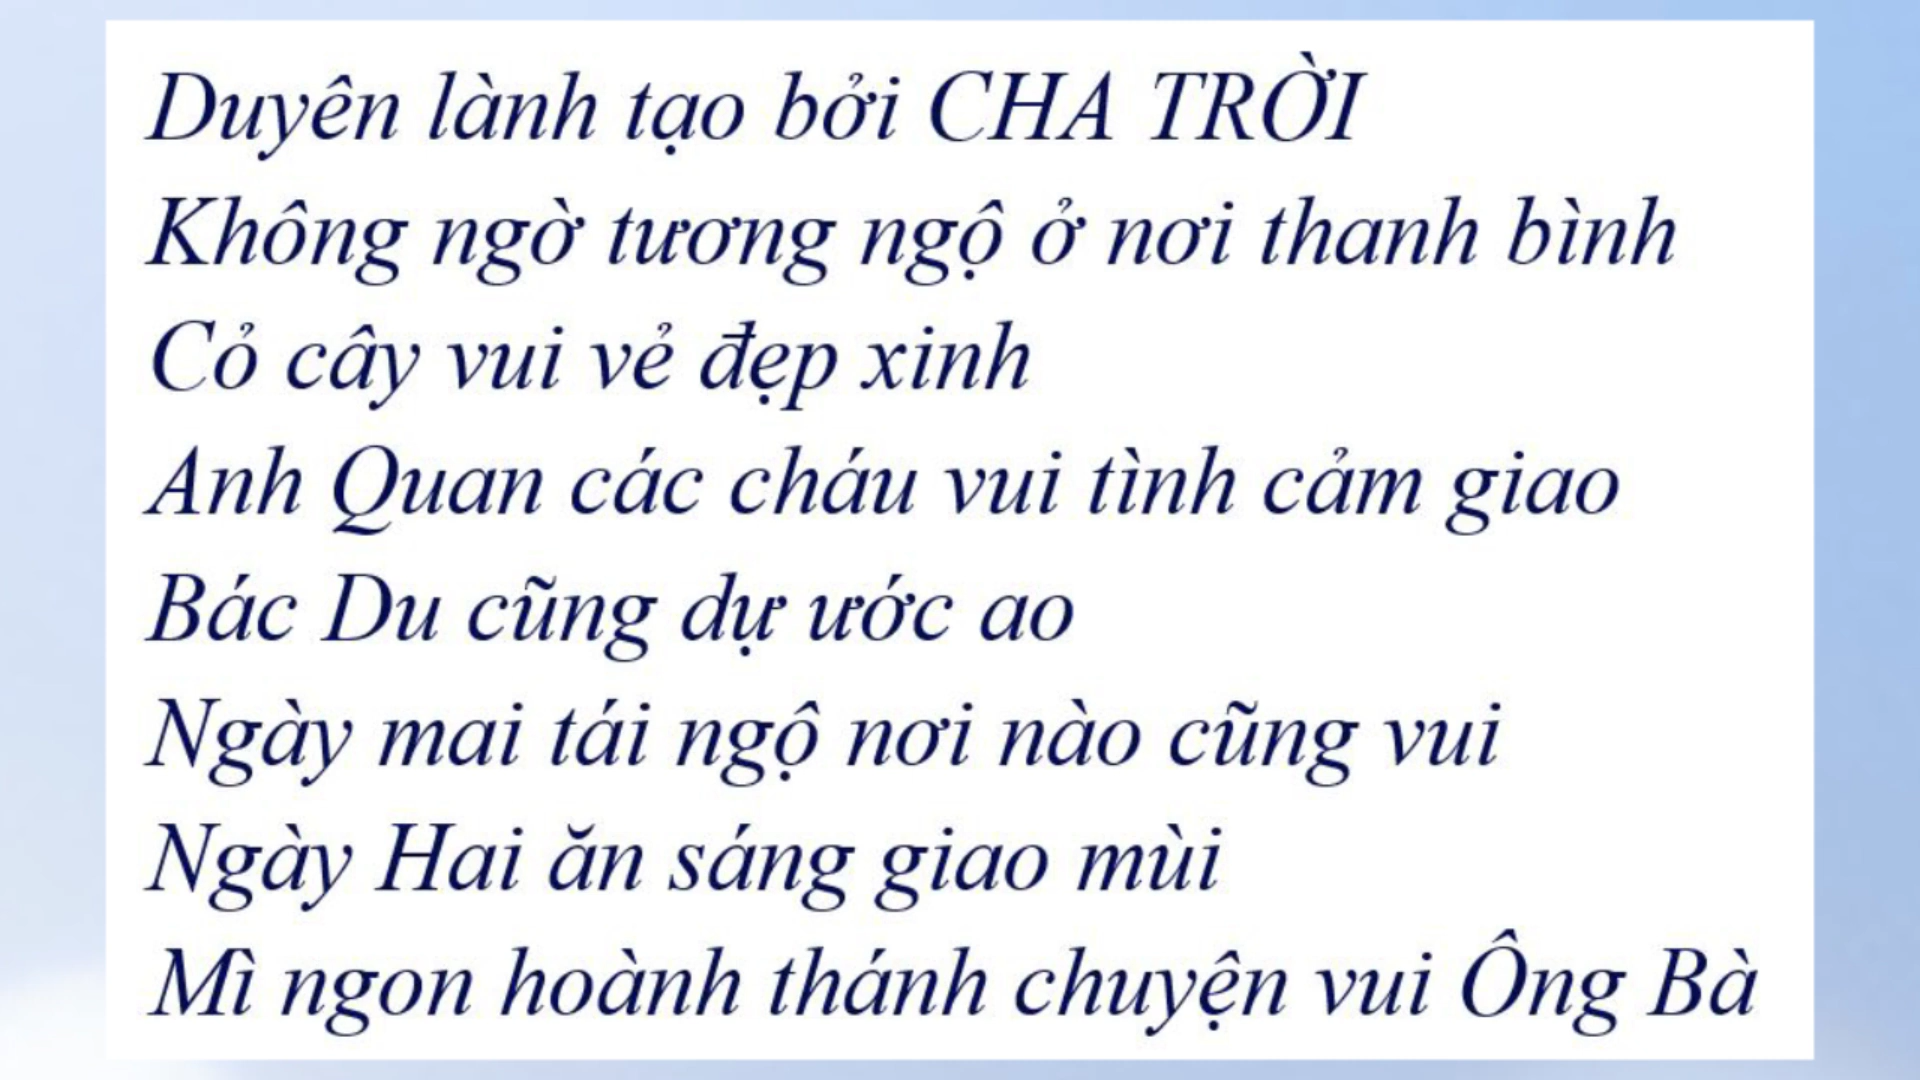 Duyên lành tạo bởi CHA TRỜI
Không ngờ tương ngộ ở nơi thanh bình
Cỏ cây vui vẻ đẹp xinh
Anh Quan các cháu vui tình cảm giao
Bác Du cũng dự ước ao
Ngày mai tái ngộ nơi nào cũng vui
Ngày Hai ăn sáng giao mùi
Mì ngon hoành thánh chuyện vui Ông Bà